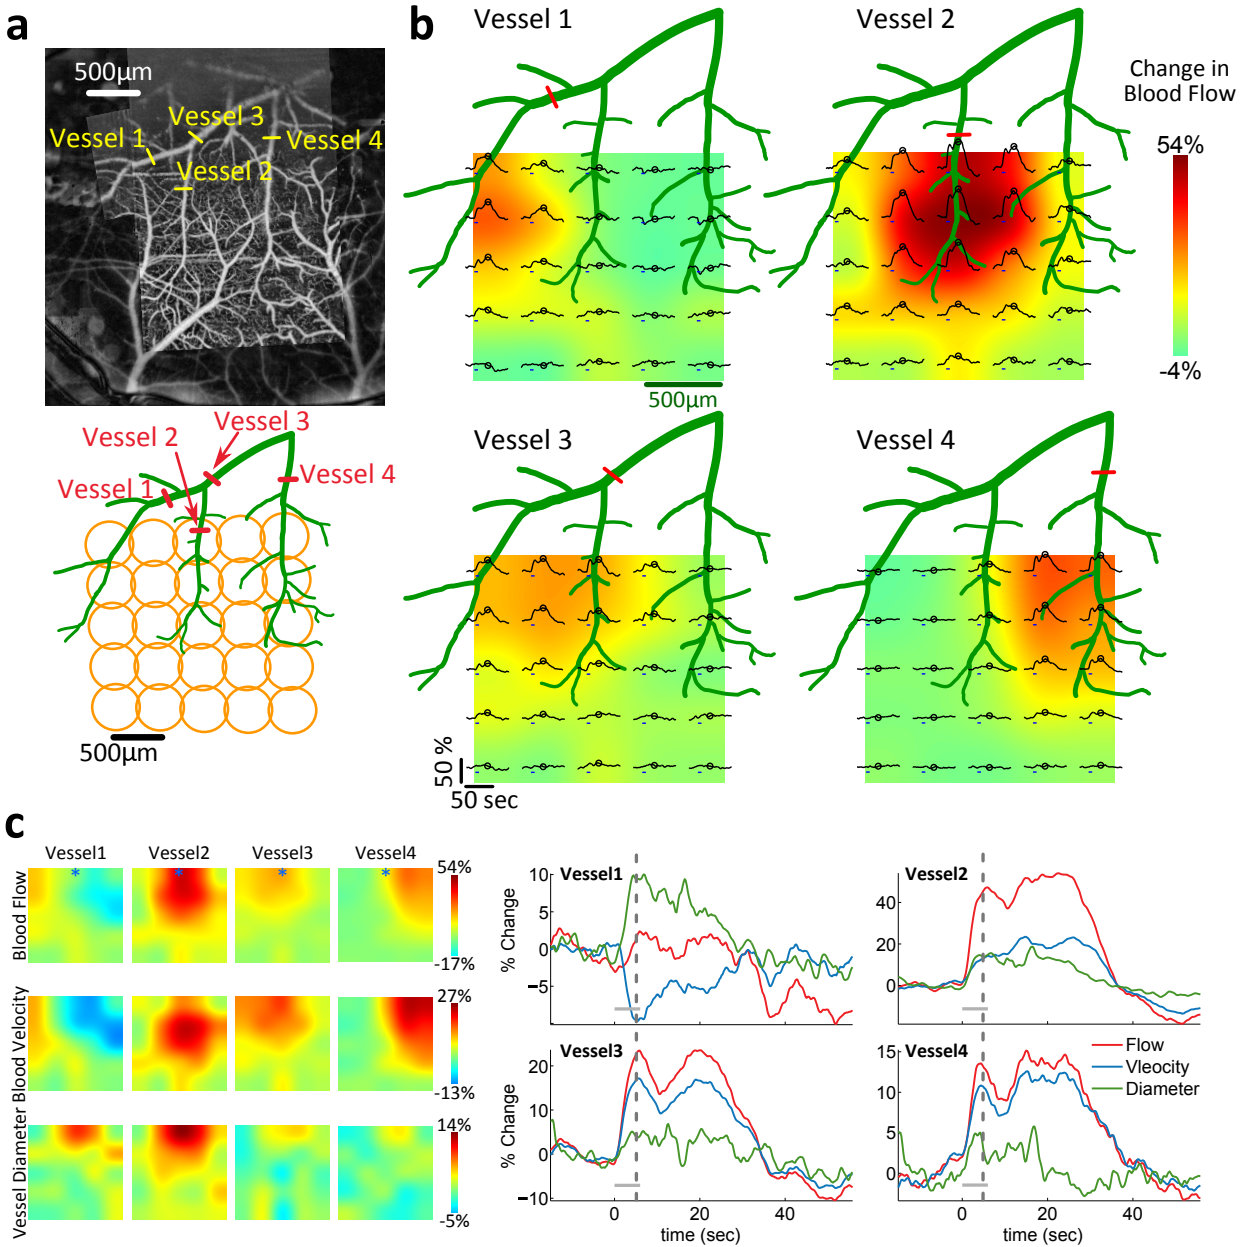 a
500µm
Vessel 3
Vessel 1
Vessel 4
Vessel 2
Vessel 3
Vessel 2
Vessel 4
Vessel 1
500µm
b
Vessel 1
Vessel 2
Change in
Blood Flow
54%
-4%
500µm
Vessel 3
Vessel 4
50 %
50 sec
c
Vessel1
Vessel2
Vessel3
Vessel4
Blood Flow
* * * *
54%
-17%
Blood Velocity
27%
-13%
Vessel Diameter
14%
-5%
Vessel1
% Change
10
5
0
−5
Vessel2
40
20
0
Vessel3
% Change
20
10
0
−10
0 20 40
time (sec)
Vessel4
15
10
5
0
0 20 40
time (sec)
Flow
Vleocity
Diameter